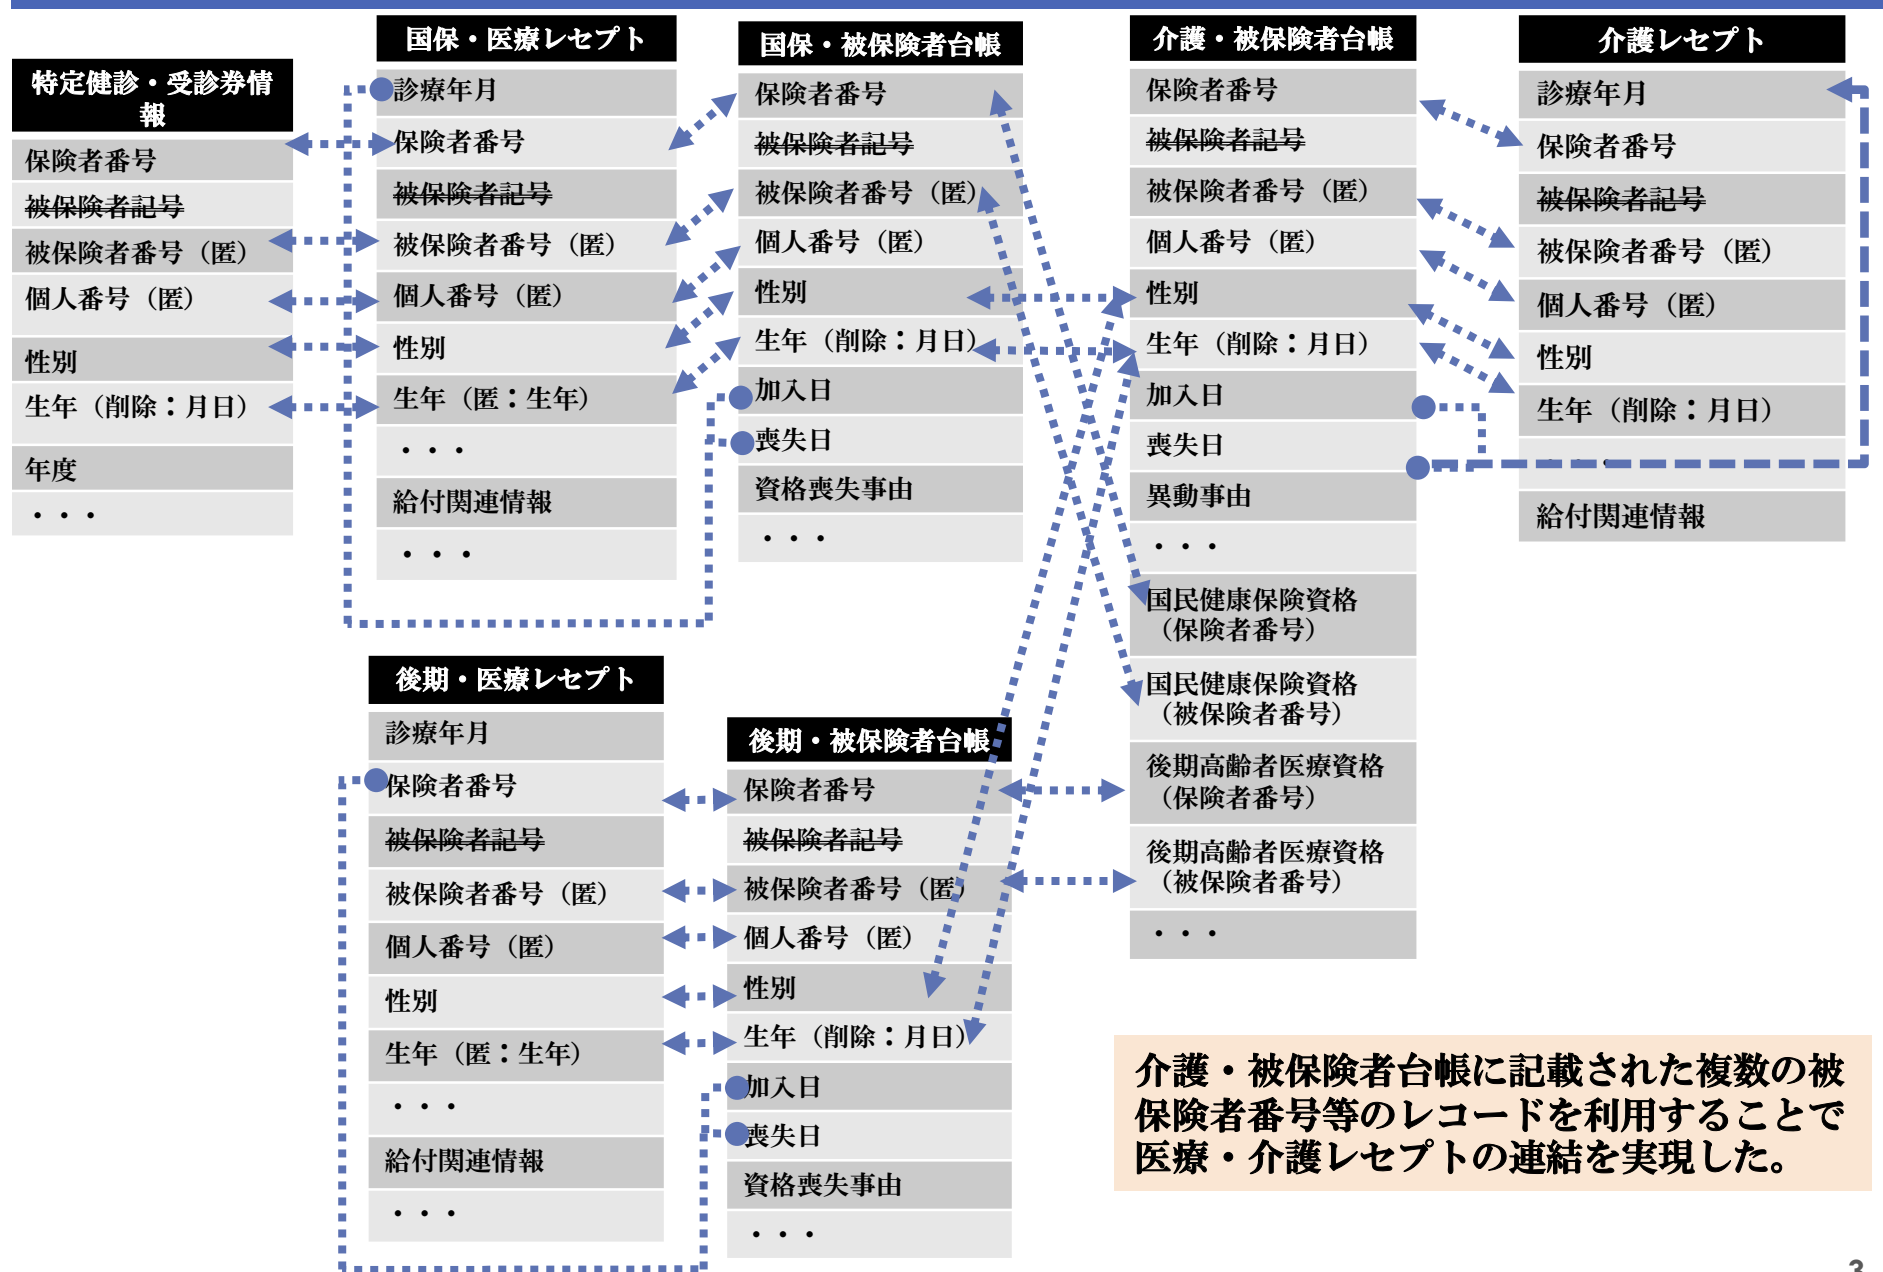 特定健診・受診券情
報
保険者番号
被保険者記号
被保険者番号（匿）
個人番号（匿）
性別
生年（削除：月日）
年度
・・・
国保・医療レセプト
診療年月
保険者番号
被保険者記号
被保険者番号（匿）
個人番号（匿）
性別
生年（匿：生年）
・・・
給付関連情報
・・・
国保・被保険者台帳
保険者番号
被保険者記号
被保険者番号（匿）
個人番号（匿）
性別
生年（削除：月日）
加入日
喪失日
資格喪失事由
・・・
介護・被保険者台帳
保険者番号
被保険者記号
被保険者番号（匿）
個人番号（匿）
性別
生年（削除：月日）
加入日
喪失日
異動事由
・・・
国民健康保険資格
（保険者番号）
国民健康保険資格
（被保険者番号）
後期高齢者医療資格
（保険者番号）
後期高齢者医療資格
（被保険者番号）
・・・
介護レセプト
診療年月
保険者番号
被保険者記号
被保険者番号（匿）
個人番号（匿）
性別
生年（削除：月日）
・・・
給付関連情報
後期・医療レセプト
診療年月
保険者番号
被保険者記号
被保険者番号（匿）
個人番号（匿）
性別
生年（匿：生年）
・・・
給付関連情報
・・・
後期・被保険者台帳
保険者番号
被保険者記号
被保険者番号（匿）
個人番号（匿）
性別
生年（削除：月日）
加入日
喪失日
資格喪失事由
・・・
介護・被保険者台帳に記載された複数の被
保険者番号等のレコードを利用することで
医療・介護レセプトの連結を実現した。
3